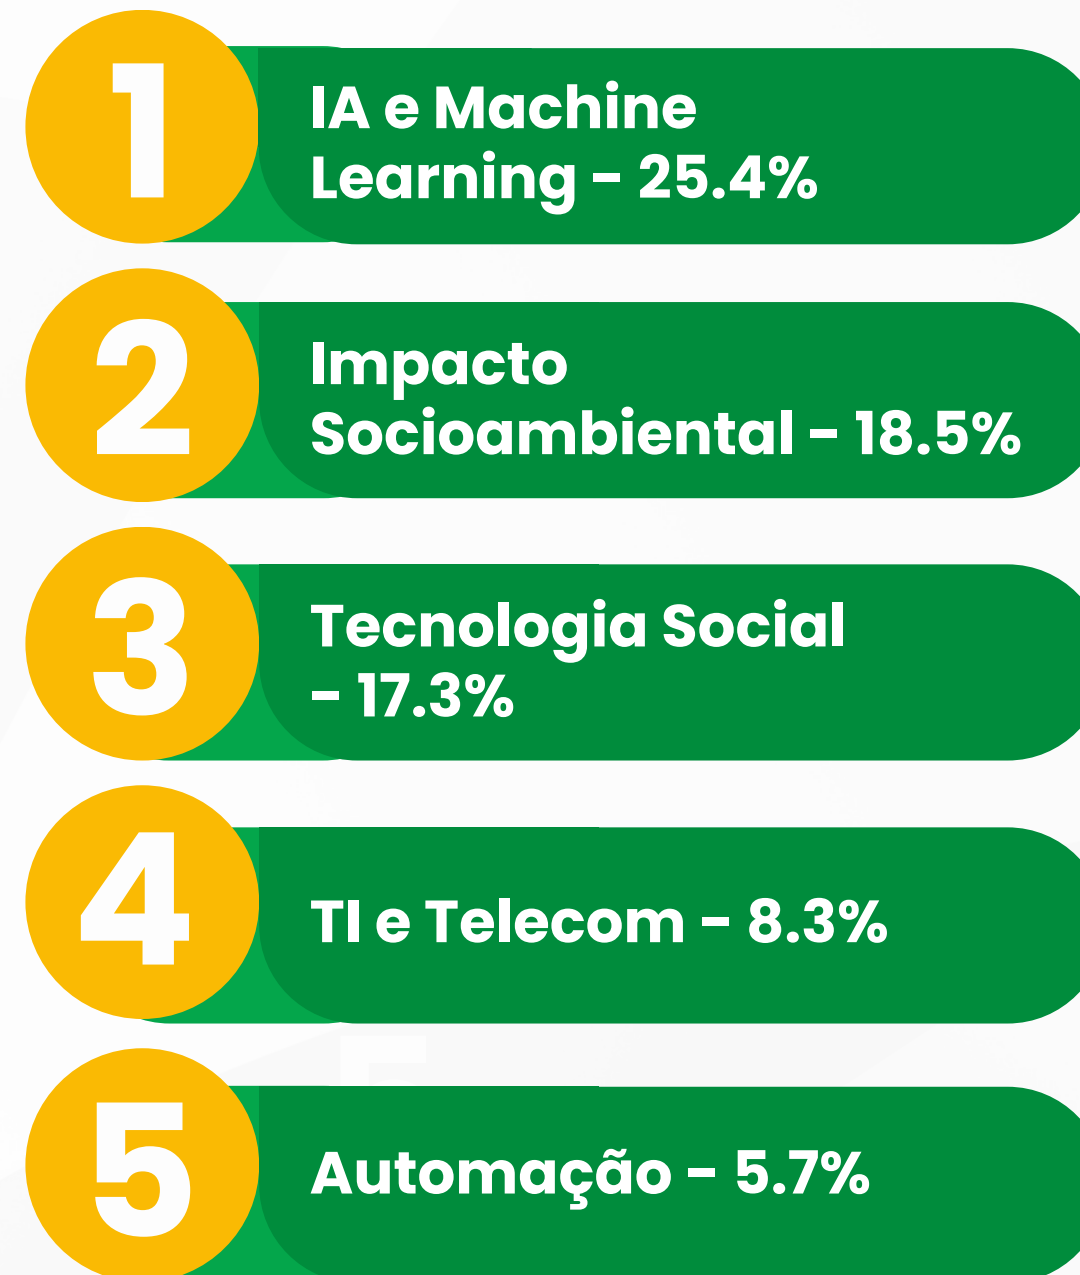 1
IA e Machine
Learning - 25.4%
2
Impacto
Socioambiental - 18.5%
3
Tecnologia Social
- 17.3%
4
TI e Telecom - 8.3%
5
Automação - 5.7%